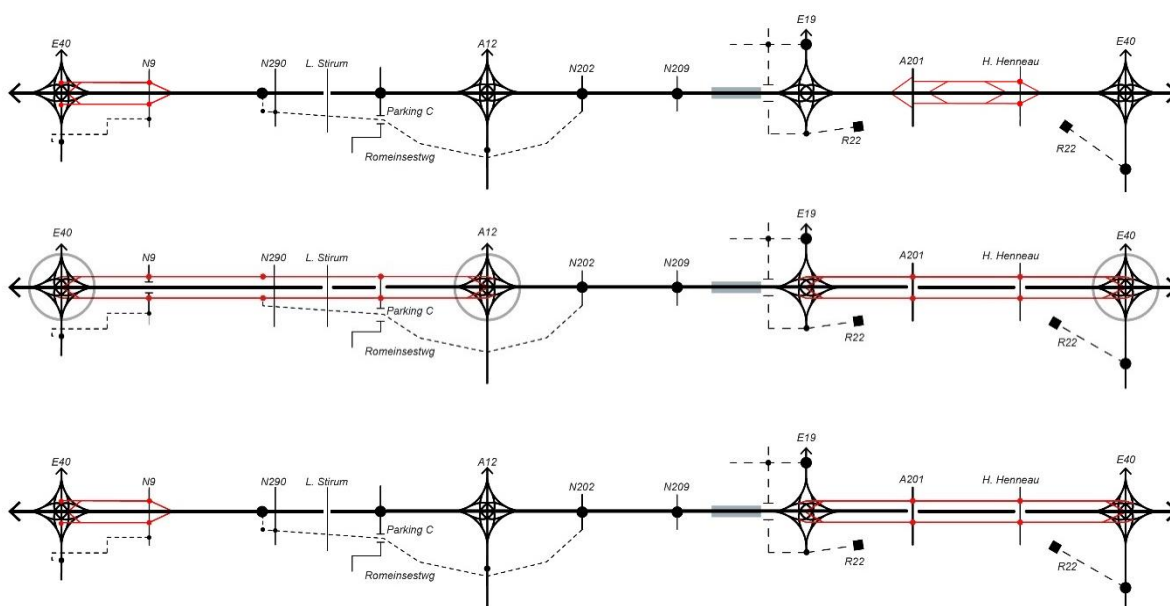 E40 N9 N290 L. Stirum A12 N202 N209 E19 A201 H. Henneau E40
Parking C
Romeinsestwg
R22 R22
E40 N9 N290 L. Stirum A12 N202 N209 E19 A201 H. Henneau E40
Parking C
Romeinsestwg
R22 R22
E40 N9 N290 L. Stirum A12 N202 N209 E19 A201 H. Henneau E40
Parking C
Romeinsestwg
R22 R22